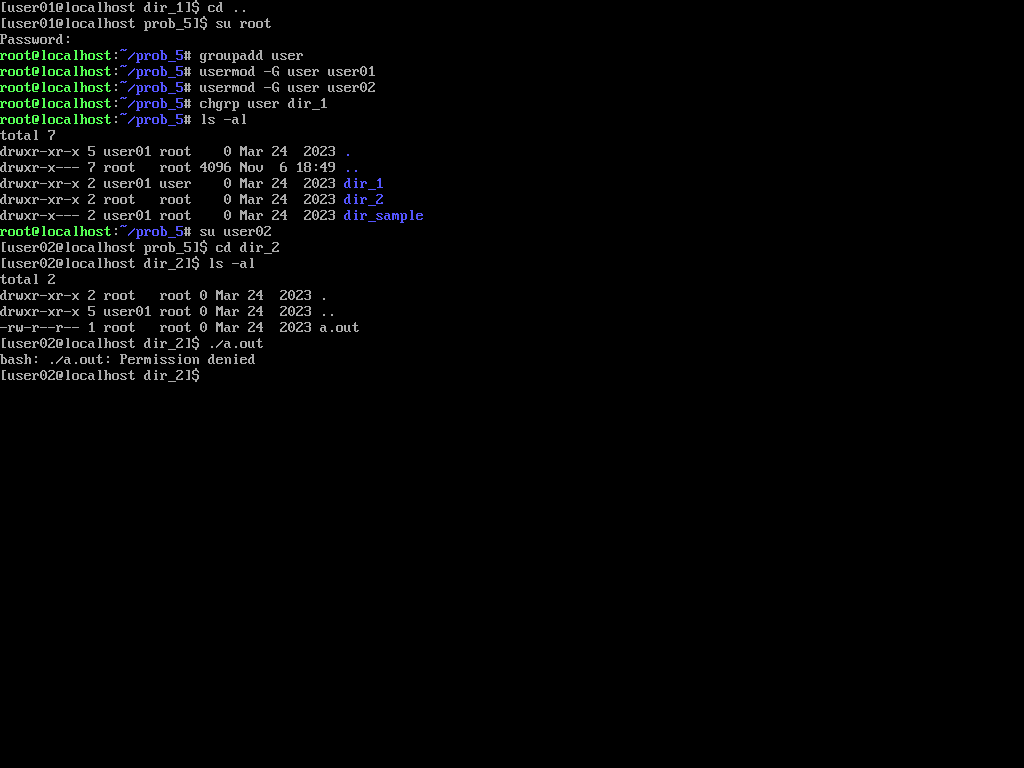 [user01@localhost dir_1]$ cd ..
[user01@localhost prob_5]$ su root
Password:
root@localhost:~/prob_5# groupadd user
root@localhost:~/prob_5# usermod -G user user01
root@localhost:~/prob_5# usermod -G user user02
root@localhost:~/prob_5# chgrp user dir_1
root@localhost:~/prob_5# ls -al
total 7
drwxr-xr-x 5 user01 root    0 Mar 24  2023 .
drwxr-x--- 7 root   root 4096 Nov  6 18:49 ..
drwxr-xr-x 2 user01 user    0 Mar 24  2023 dir_1
drwxr-xr-x 2 root   root    0 Mar 24  2023 dir_2
drwxr-x--- 2 user01 root    0 Mar 24  2023 dir_sample
root@localhost:~/prob_5# su user02
[user02@localhost prob_5]$ cd dir_2
[user02@localhost dir_2]$ ls -al
total 2
drwxr-xr-x 2 root   root 0 Mar 24  2023 .
drwxr-xr-x 5 user01 root 0 Mar 24  2023 ..
-rw-r--r-- 1 root   root 0 Mar 24  2023 a.out
[user02@localhost dir_2]$ ./a.out
bash: ./a.out: Permission denied
[user02@localhost dir_2]$